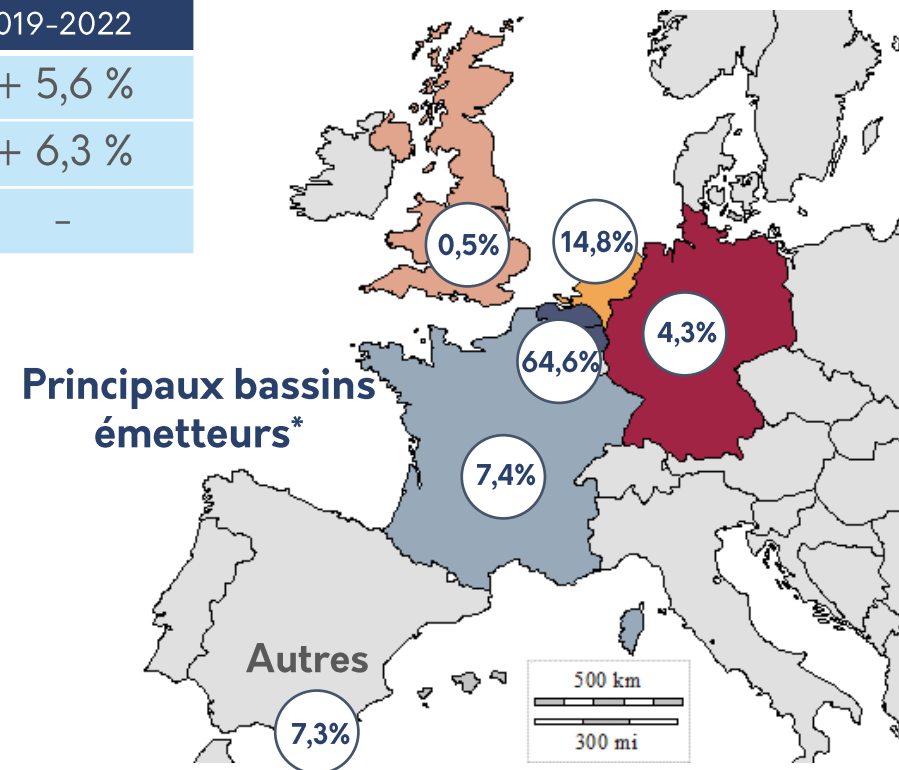 019-2022
+ 5,6 %
+ 6,3 %
-
0,5%
14,8%
4,3%
64,6%
Principaux bassins
émetteurs*
7,4%
Autres
7,3%
500 km
300 mi